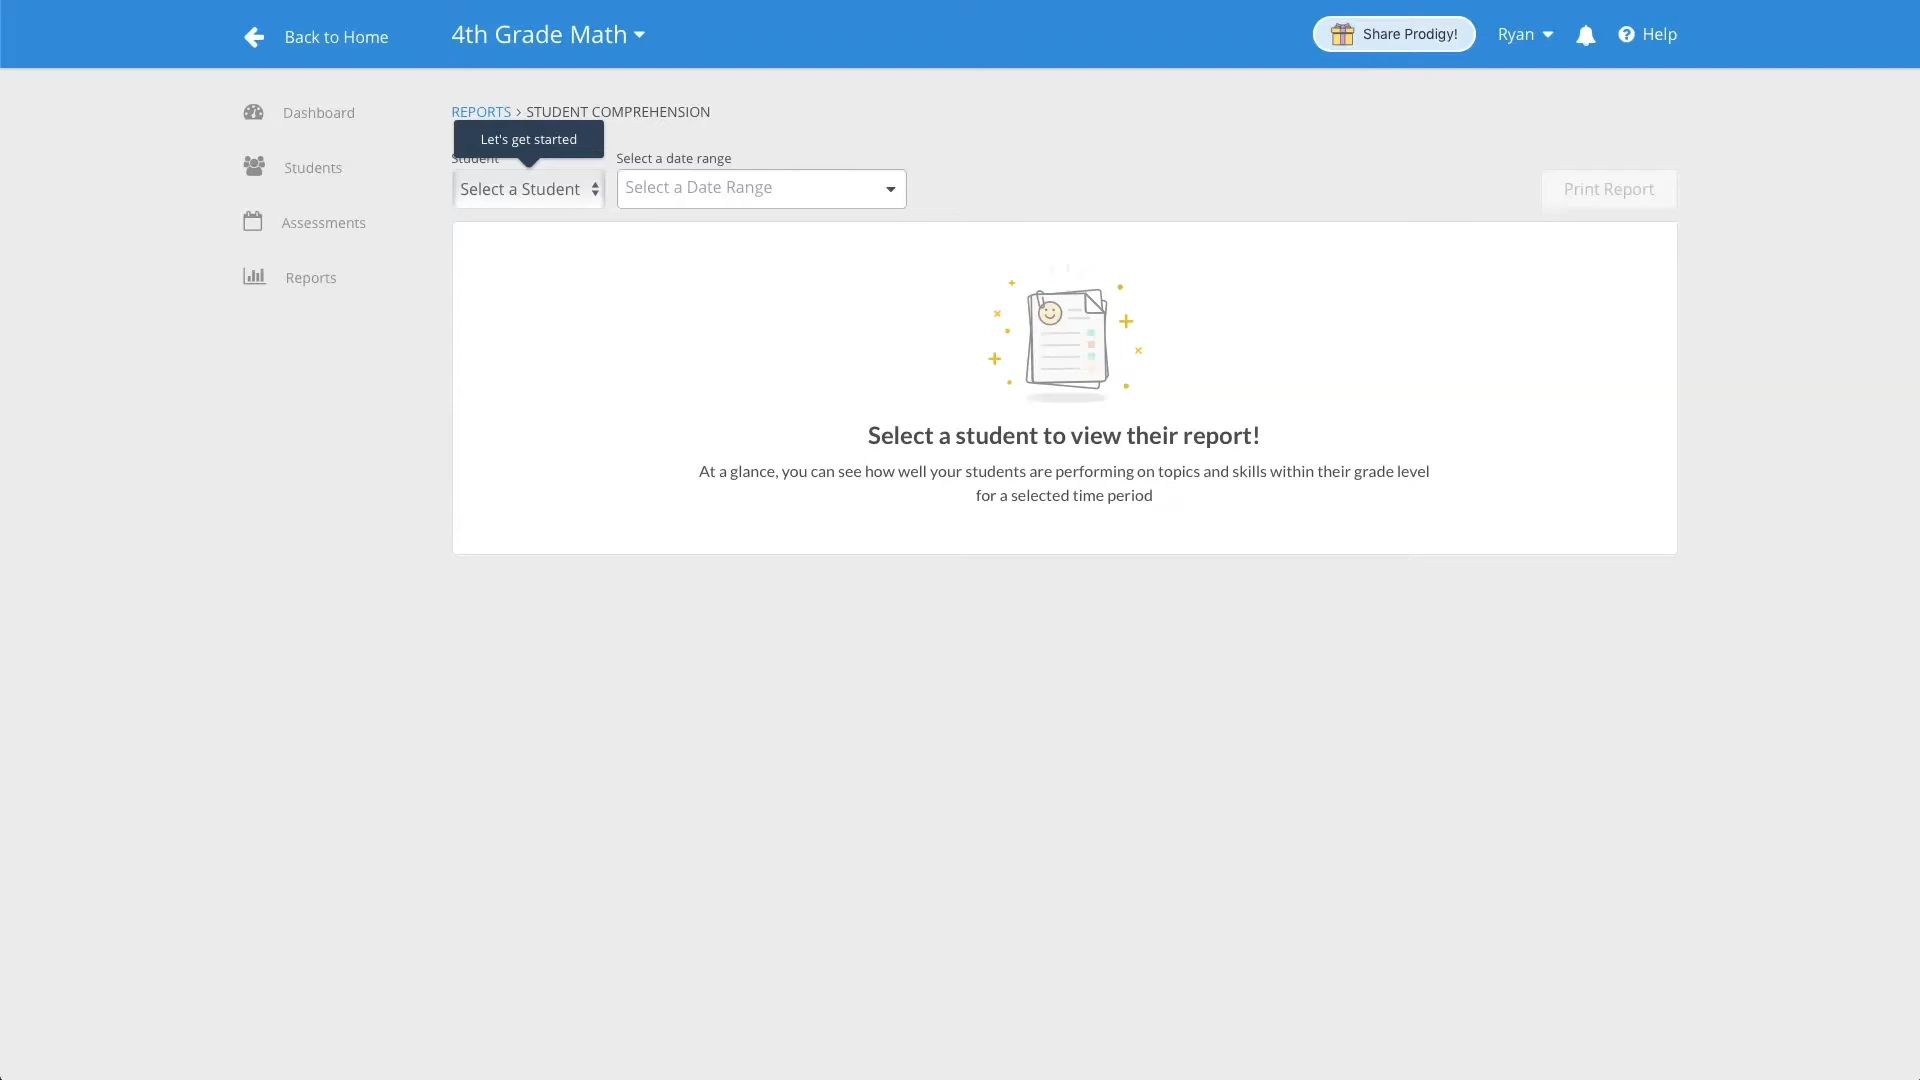 Back to Home
4th Grade Math
Share Prodigy!
Ryan
Help
Dashboard
Students
Assessments
Reports
REPORTS > STUDENT COMPREHENSION
Let's get started
Student
Select a date range
Select a Student
Select a Date Range
Print Report
Select a student to view their report!
At a glance, you can see how well your students are performing on topics and skills within their grade level
for a selected time period